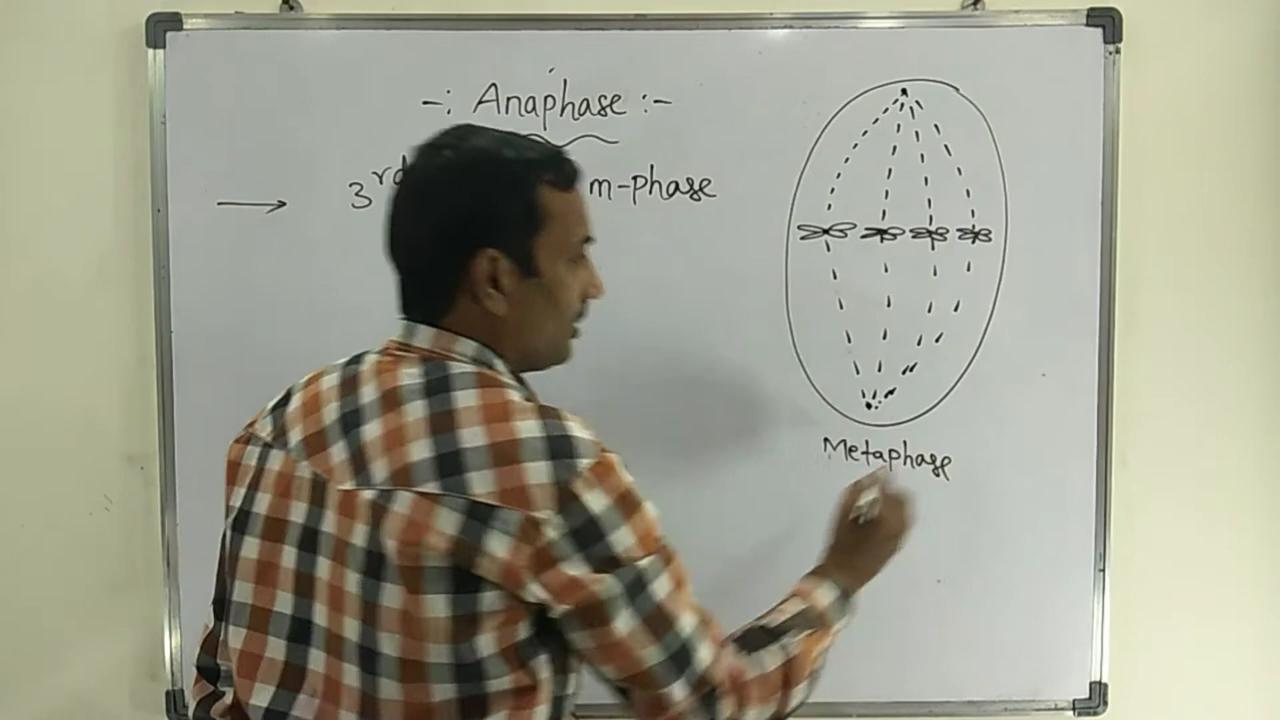 -: Anaphase :-
→ 3rd m-phase
Metaphase